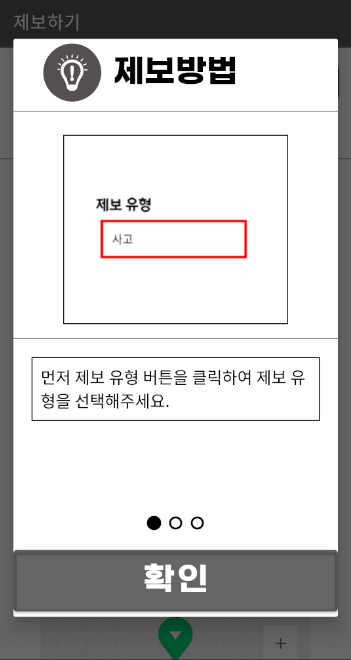 제보하기
제보방법
제보 유형
사고
먼저 제보 유형 버튼을 클릭하여 제보 유
형을 선택해주세요.
확인
+